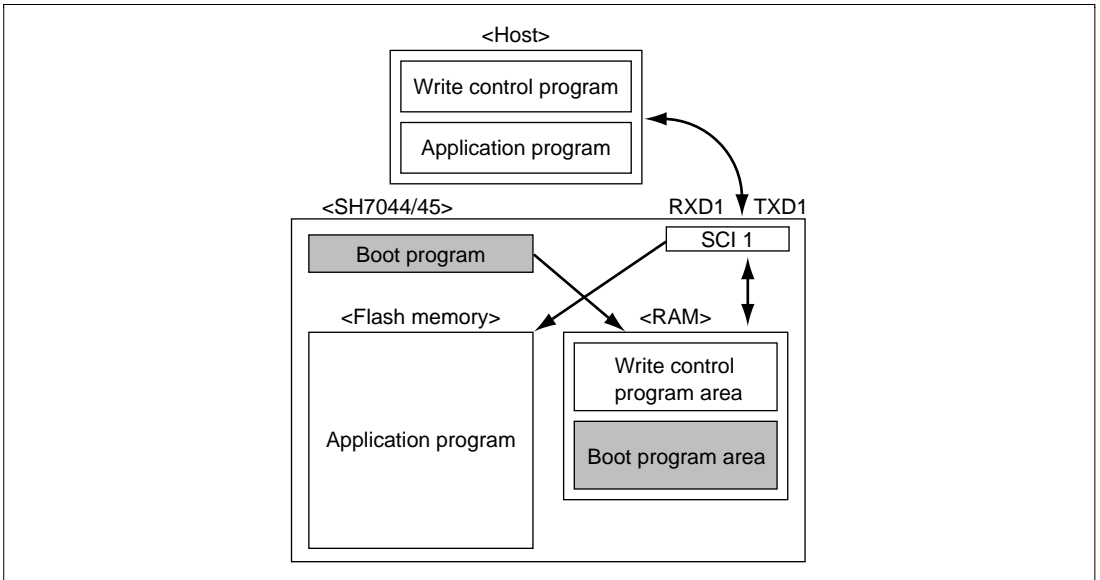 <Host>
Write control program
Application program
<SH7044/45>
RXD1
TXD1
SCI 1
Boot program
<Flash memory>
<RAM>
Write control
program area
Application program
Boot program area